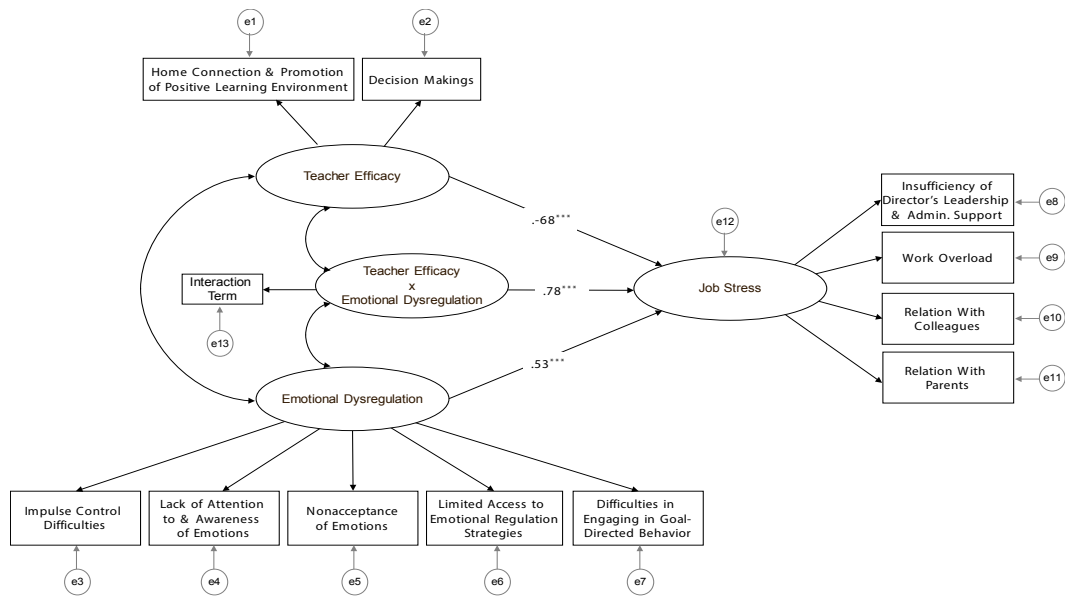 e1
e2
Home Connection & Promotion
of Positive Learning Environment
Decision Makings
Teacher Efficacy
.-68***
Insufficiency of
Director's Leadership
& Admin. Support
e8
e12
Work Overload
e9
Interaction
Term
Teacher Efficacy
x
Emotional Dysregulation
.78***
Job Stress
Relation With
Colleagues
e10
e13
.53***
Relation With
Parents
e11
Emotional Dysregulation
Impulse Control
Difficulties
Lack of Attention
to & Awareness
of Emotions
Nonacceptance
of Emotions
Limited Access to
Emotional Regulation
Strategies
Difficulties in
Engaging in Goal-
Directed Behavior
e3
e4
e5
e6
e7